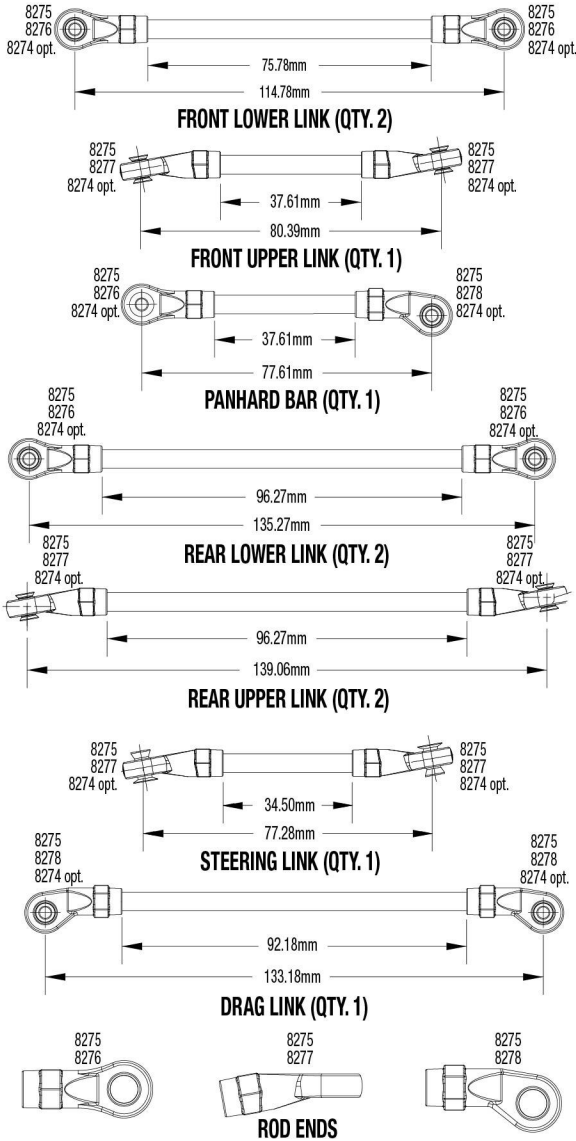 8275
8276
8274 opt.
8275
8276
8274 opt.
75.78mm
114.78mm
FRONT LOWER LINK (QTY. 2)
8275
8277
8274 opt.
8275
8277
8274 opt.
37.61mm
80.39mm
FRONT UPPER LINK (QTY. 1)
8275
8276
8274 opt.
8275
8278
8274 opt.
37.61mm
77.61mm
PANHARD BAR (QTY. 1)
8275
8276
8274 opt.
8275
8276
8274 opt.
96.27mm
135.27mm
REAR LOWER LINK (QTY. 2)
8275
8277
8274 opt.
8275
8277
8274 opt.
96.27mm
139.06mm
REAR UPPER LINK (QTY. 2)
8275
8277
8274 opt.
8275
8277
8274 opt.
34.50mm
77.28mm
STEERING LINK (QTY. 1)
8275
8278
8274 opt.
8275
8278
8274 opt.
92.18mm
133.18mm
DRAG LINK (QTY. 1)
8275
8276
8275
8277
8275
8278
ROD ENDS